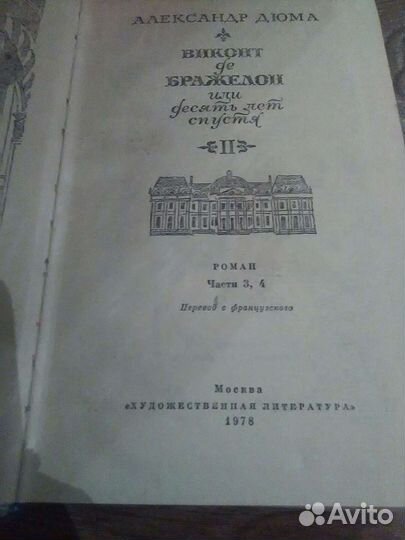 АЛЕКСАНДР ДЮМА
ВИКОНТ
де
БРАЖЕЛОН
или
десять лет
спустя
II
РОМАН
Части 3, 4
Перевод с французского
Москва
«ХУДОЖЕСТВЕННАЯ ЛИТЕРАТУРА»
1978
Avito